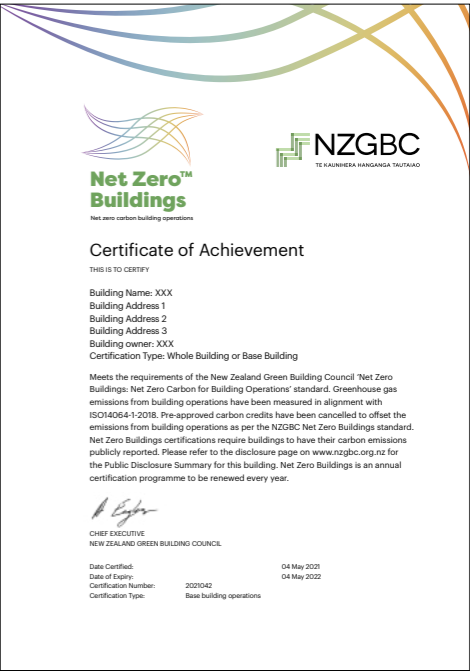 NZGBC
TE KAUNIHERA HANGANGA TAUTAIAO
Net Zero™
Buildings
Net zero carbon building operations
Certificate of Achievement
THIS IS TO CERTIFY
Building Name: XXX
Building Address 1
Building Address 2
Building Address 3
Building owner: XXX
Certification Type: Whole Building or Base Building
Meets the requirements of the New Zealand Green Building Council 'Net Zero
Buildings: Net Zero Carbon for Building Operations' standard. Greenhouse gas
emissions from building operations have been measured in alignment with
ISO14064-1-2018. Pre-approved carbon credits have been cancelled to offset the
emissions from building operations as per the NZGBC Net Zero Buildings standard.
Net Zero Buildings certifications require buildings to have their carbon emissions
publicly reported. Please refer to the disclosure page on www.nzgbc.org.nz for
the Public Disclosure Summary for this building. Net Zero Buildings is an annual
certification programme to be renewed every year.
CHIEF EXECUTIVE
NEW ZEALAND GREEN BUILDING COUNCIL
Date Certified: 04 May 2021
Date of Expiry: 04 May 2022
Certification Number: 2021042
Certification Type: Base building operations